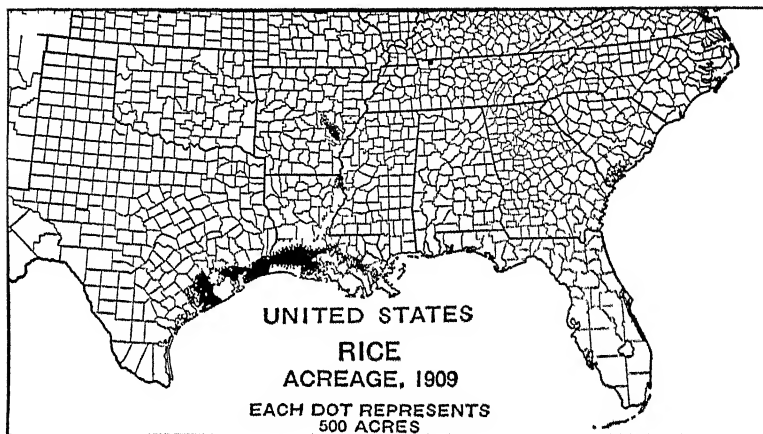 UNITED STATES
RICE
ACREAGE, 1909
EACH DOT REPRESENTS
500 ACRES